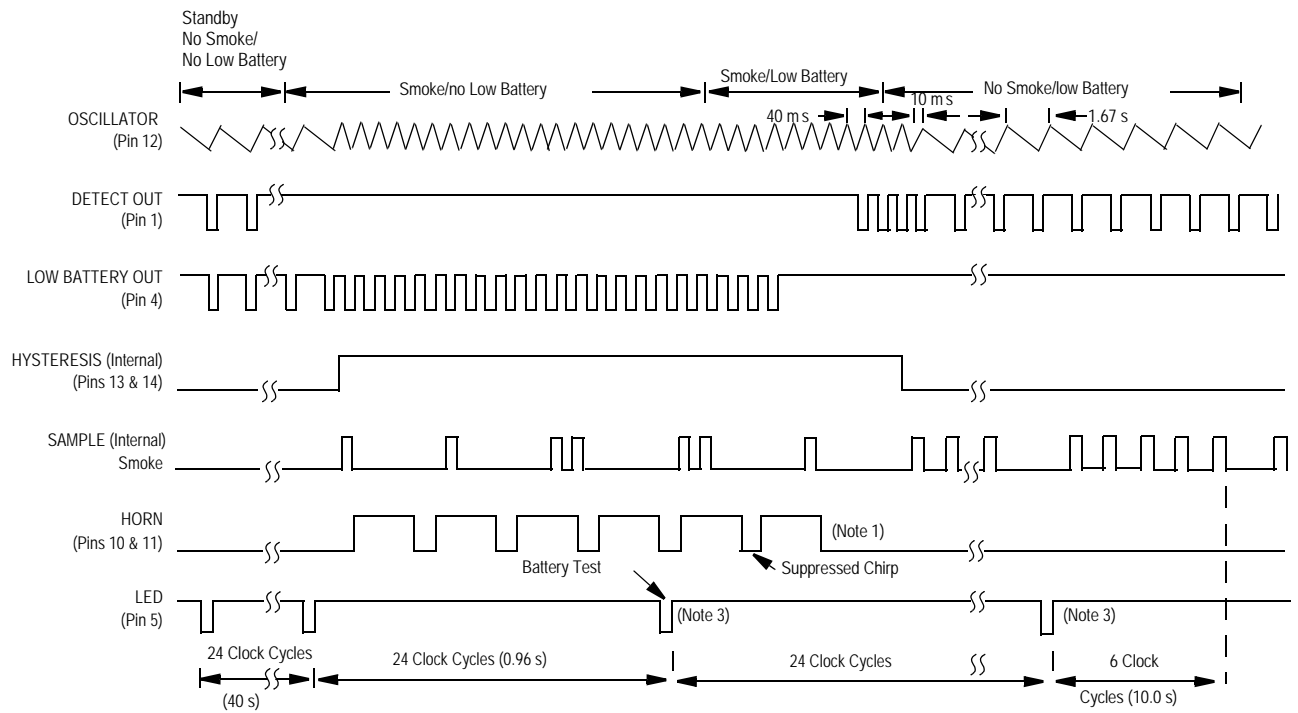 Standby
No Smoke/
No Low Battery
Smoke/no Low Battery
Smoke/Low Battery
No Smoke/low Battery
OSCILLATOR
(Pin 12)
40 m s
10 m s
1.67 s
DETECT OUT
(Pin 1)
LOW BATTERY OUT
(Pin 4)
HYSTERESIS (Internal)
(Pins 13 & 14)
SAMPLE (Internal)
Smoke
HORN
(Pins 10 & 11)
(Note 1)
Battery Test
Suppressed Chirp
LED
(Pin 5)
(Note 3)
(Note 3)
24 Clock Cycles
(40 s)
24 Clock Cycles (0.96 s)
24 Clock Cycles
6 Clock
Cycles (10.0 s)